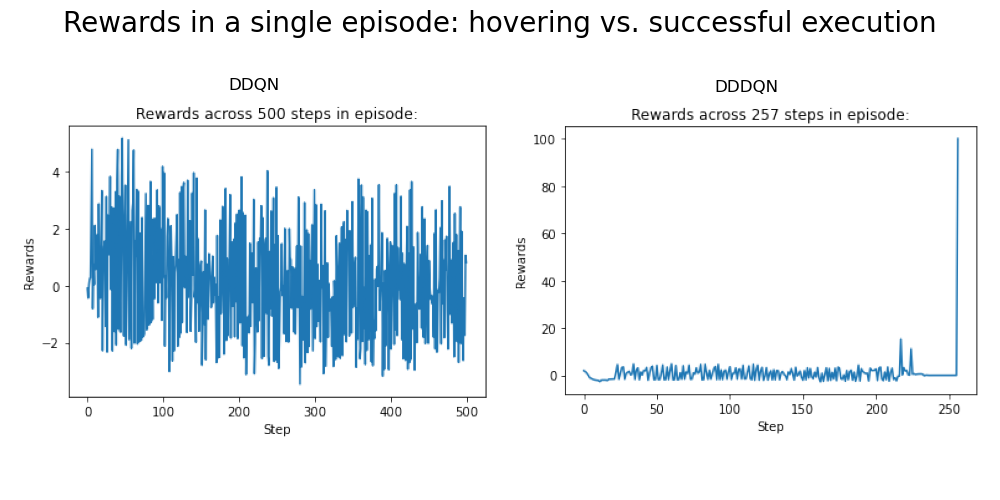 Rewards in a single episode: hovering vs. successful execution
DDQN
Rewards across 500 steps in episode:
4
2
0
−2
Rewards
0
100
200
300
400
500
Step
DDDQN
Rewards across 257 steps in episode:
100
80
60
40
20
0
Rewards
0
50
100
150
200
250
Step